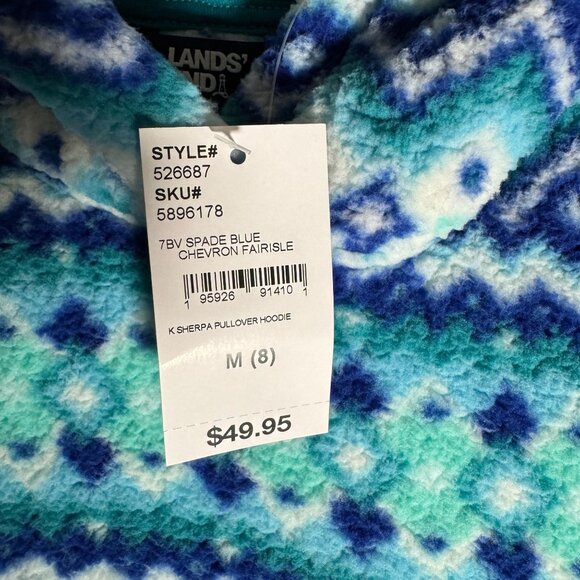 LANDS'
END
STYLE#
526687
SKU#
5896178
7BV SPADE BLUE
CHEVRON FAIRISLE
1 95926 91410 1
K SHERPA PULLOVER HOODIE
M (8)
$49.95